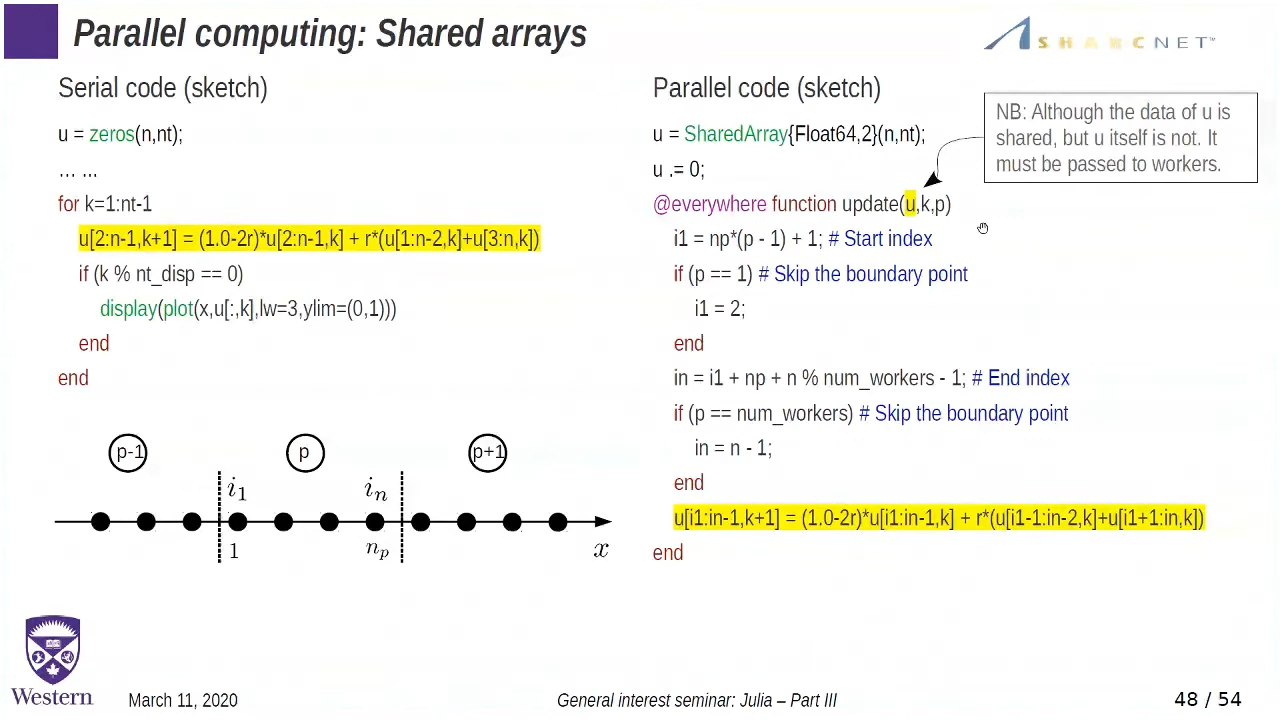 Parallel computing: Shared arrays
SHARCNET™
Serial code (sketch)
u = zeros(n,nt);
... ...
for k=1:nt-1
u[2:n-1,k+1] = (1.0-2r)*u[2:n-1,k] + r*(u[1:n-2,k]+u[3:n,k])
if (k % nt_disp == 0)
display(plot(x,u[:,k],lw=3,ylim=(0,1)))
end
end
p-1 p p+1
i1 in
1 np x
Parallel code (sketch)
u = SharedArray{Float64,2}(n,nt);
u .= 0;
@everywhere function update(u,k,p)
i1 = np*(p - 1) + 1; # Start index
if (p == 1) # Skip the boundary point
i1 = 2;
end
in = i1 + np + n % num_workers - 1; # End index
if (p == num_workers) # Skip the boundary point
in = n - 1;
end
u[i1:in-1,k+1] = (1.0-2r)*u[i1:in-1,k] + r*(u[i1-1:in-2,k]+u[i1+1:in,k])
end
NB: Although the data of u is
shared, but u itself is not. It
must be passed to workers.
Western
March 11, 2020
General interest seminar: Julia – Part III
48 / 54